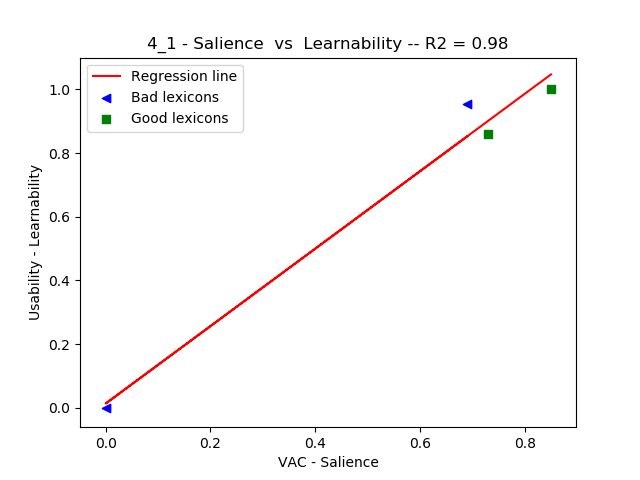 4_1 - Salience  vs  Learnability -- R2 = 0.98
Regression line
Bad lexicons
Good lexicons
1.0
0.8
0.6
0.4
0.2
0.0
Usability - Learnability
0.0 0.2 0.4 0.6 0.8
VAC - Salience